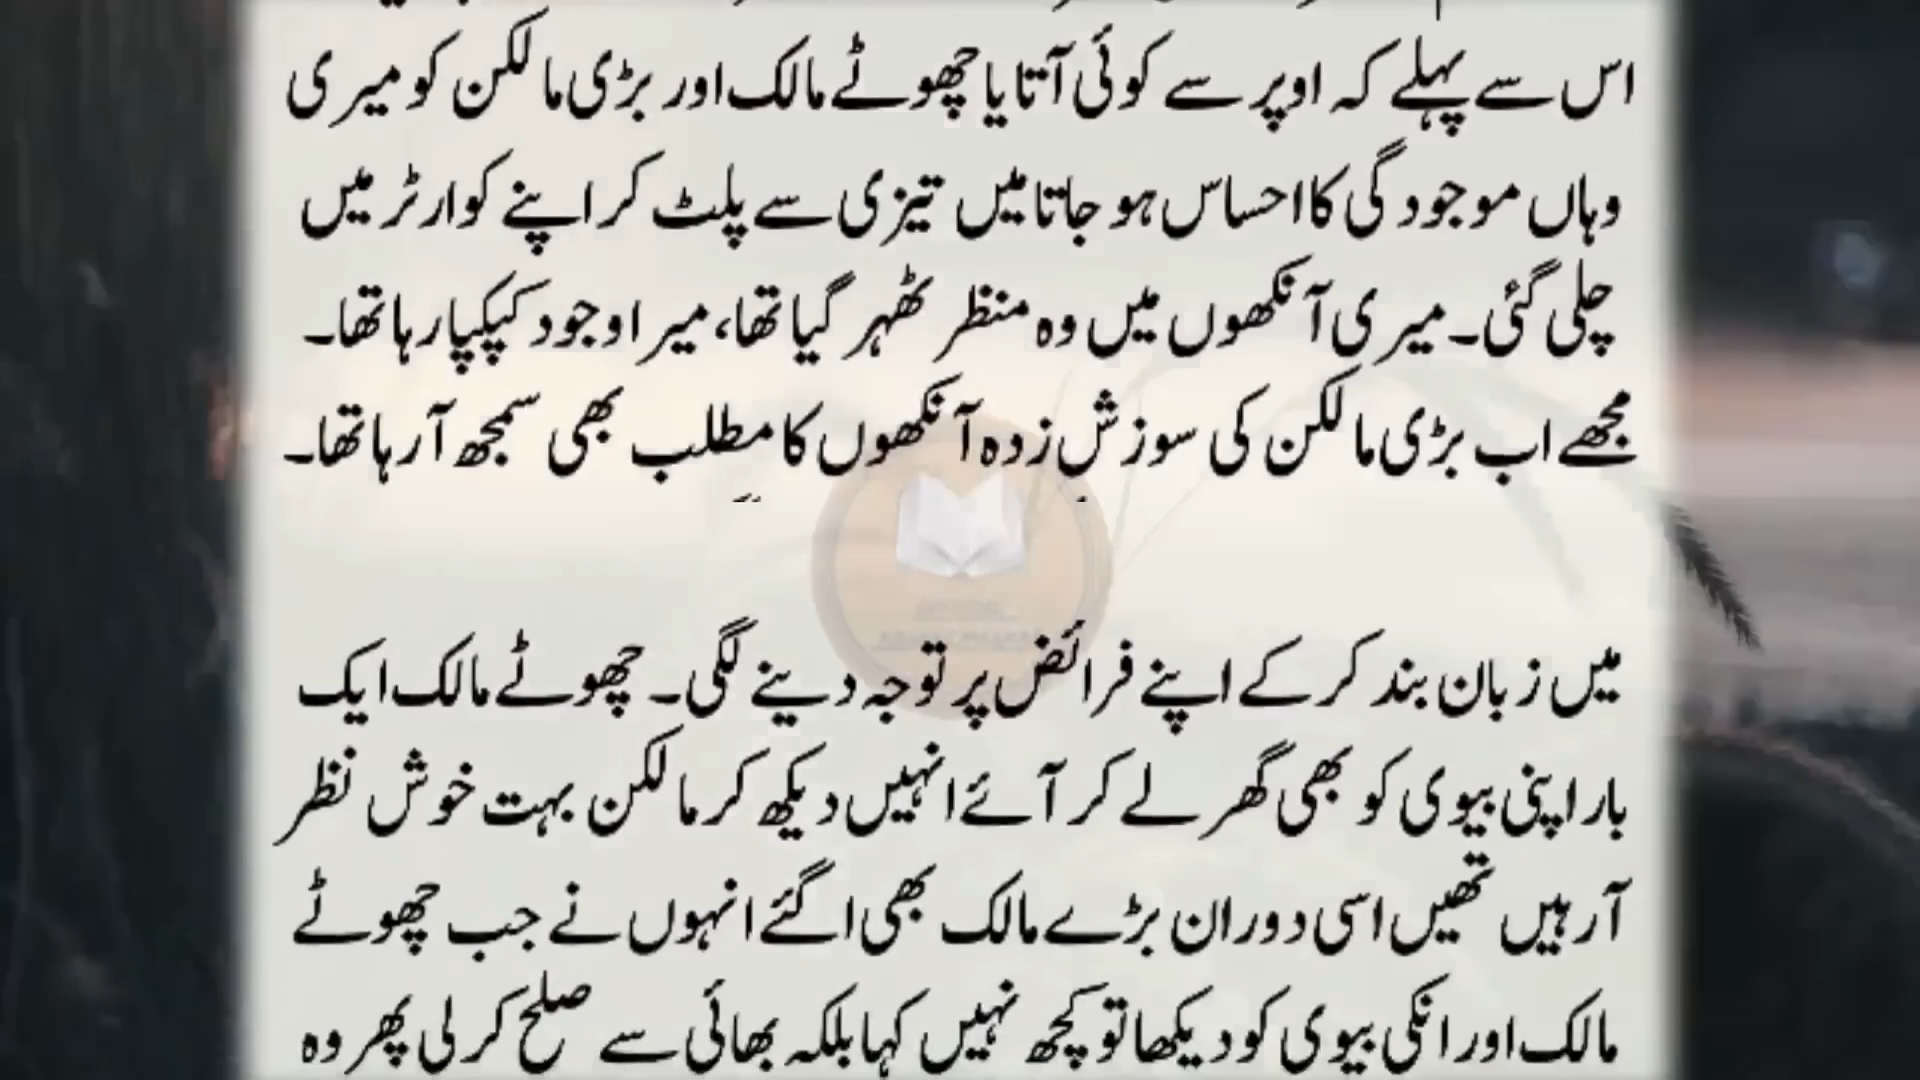 اس سے پہلے کہ اوپر سے کوئی آتا یا چھوٹے مالک اور بڑی مالکن کو میری
وہاں موجودگی کا احساس ہو جاتا میں تیزی سے پلٹ کر اپنے کوارٹر میں
چلی گئی۔ میری آنکھوں میں وہ منظر ٹھہر گیا تھا، میرا وجود کپکپا رہا تھا۔
مجھے اب بڑی مالکن کی سوزش زدہ آنکھوں کا مطلب بھی سمجھ آ رہا تھا۔
میں زبان بند کر کے اپنے فرائض پر توجہ دینے لگی۔ چھوٹے مالک ایک
بار اپنی بیوی کو بھی گھر لے کر آئے انہیں دیکھ کر مالکن بہت خوش نظر
آ رہیں تھیں اسی دوران بڑے مالک بھی اگئے انہوں نے جب چھوٹے
مالک اور انکی بیوی کو دیکھا تو کچھ نہیں کہا بلکہ بھائی سے صلح کر لی پھر وہ